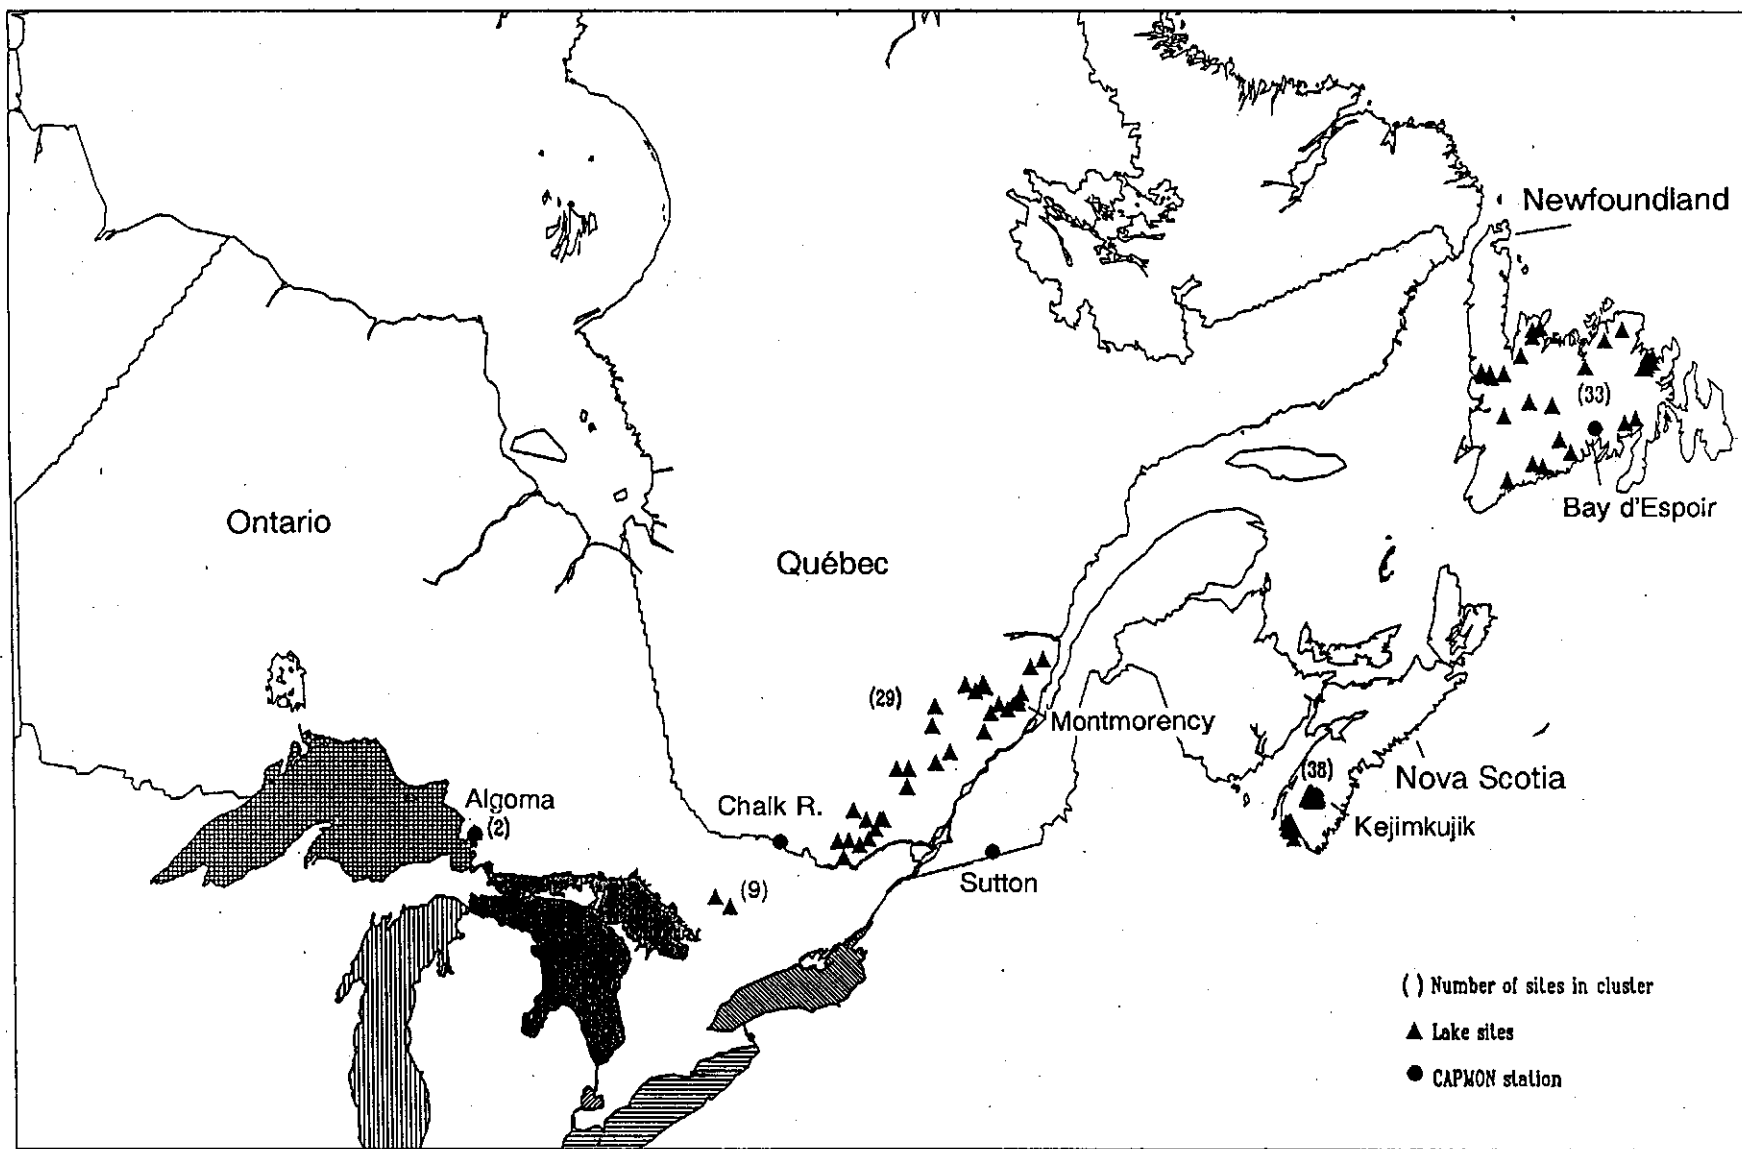 Newfoundland
(33)
Bay d'Espoir
Ontario
Québec
(29)
Montmorency
(38)
Nova Scotia
Kejimkujik
Algoma
(2)
Chalk R.
Sutton
(9)
( ) Number of sites in cluster
Lake sites
CAPMON station